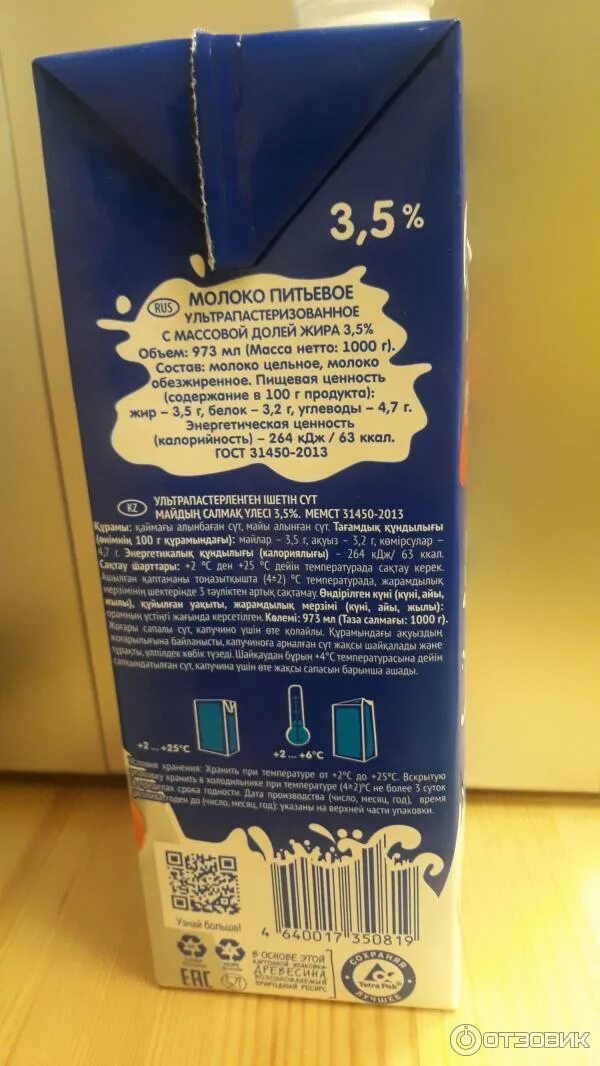 3,5%
RUS
МОЛОКО ПИТЬЕВОЕ
УЛЬТРАПАСТЕРИЗОВАННОЕ
С МАССОВОЙ ДОЛЕЙ ЖИРА 3,5%
Объем: 973 мл (Масса нетто: 1000 г).
Состав: молоко цельное, молоко
обезжиренное. Пищевая ценность
(содержание в 100 г продукта):
жир – 3,5 г, белок – 3,2 г, углеводы – 4,7 г.
Энергетическая ценность
(калорийность) – 264 кДж / 63 ккал.
ГОСТ 31450-2013
KZ
УЛЬТРАПАСТЕРЛЕНГЕН ІШЕТІН СҮТ
МАЙДЫҢ САЛМАҚ ҮЛЕСІ 3,5%. МЕМСТ 31450-2013
Құрамы: қаймағы алынбаған сүт, майы алынған сүт. Тағамдық құндылығы
(өнімнің 100 г құрамындағы): майлар – 3,5 г, ақуыз – 3,2 г, көмірсулар –
4,7 г. Энергетикалық құндылығы (калориялығы) – 264 кДж/ 63 ккал.
Сақтау шарттары: +2 °С ден +25 °С дейін температурада сақтау керек.
Ашылған қаптаманы тоңазытқышта (4±2) °С температурада, жарамдылық
мерзімінің шектерінде 3 тәуліктен артық сақтамау. Өндірілген күні (күні, айы,
жылы), құйылған уақыты, жарамдылық мерзімі (күні, айы, жылы):
орамның үстіңгі жағында көрсетілген. Көлемі: 973 мл (Таза салмағы: 1000 г).
Жоғары сапалы сүт, капучино үшін өте қолайлы. Құрамындағы ақуыздың
жоғарылығына байланысты, капучиноға арналған сүт жақсы шайқалады және
тұрақты, үлпілдек көбік түзеді. Шайқаудан бұрын +4°С температурасына дейін
салқындатылған сүт, капучина үшін өте жақсы сапасын барынша ашады.
+2 ... +25°С
+2 ... +6°С
Условия хранения: Хранить при температуре от +2°С до +25°С. Вскрытую
упаковку хранить в холодильнике при температуре (4±2)°С не более 3 суток
в пределах срока годности. Дата производства (число, месяц, год), время
розлива, годен до (число, месяц, год): указаны на верхней части упаковки.
Узнай больше!
4 640017 350819
EAC
В ОСНОВЕ ЭТОЙ
КАРТОННОЙ УПАКОВКИ
ДРЕВЕСИНА
ВОЗОБНОВЛЯЕМЫЙ
ПРИРОДНЫЙ РЕСУРС
СОХРАНЯЯ
Tetra Pak
ЛУЧШЕЕ
ОТЗОВИК